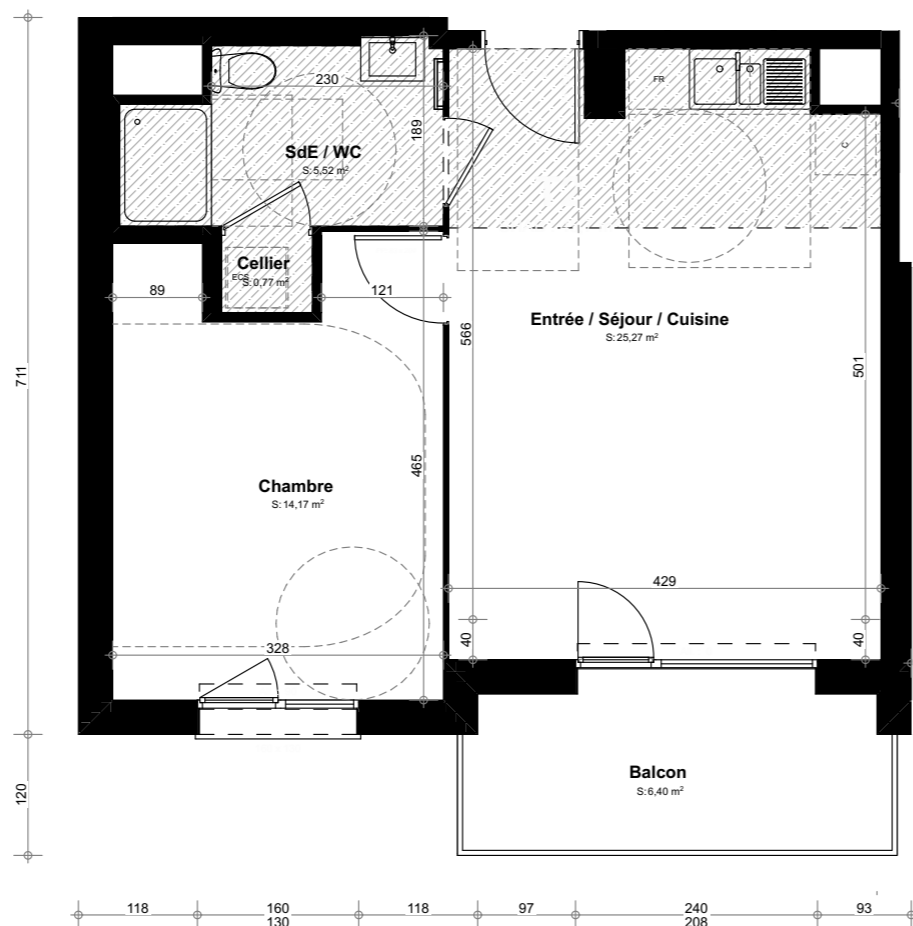 230
FR
189
SdE / WC
S: 5,52 m²
C
Cellier
ECS
S: 0,77 m²
89
121
Entrée / Séjour / Cuisine
S: 25,27 m²
566
501
711
465
Chambre
S: 14,17 m²
429
40
40
328
Balcon
S: 6,40 m²
120
118
160
130
118
97
240
208
93